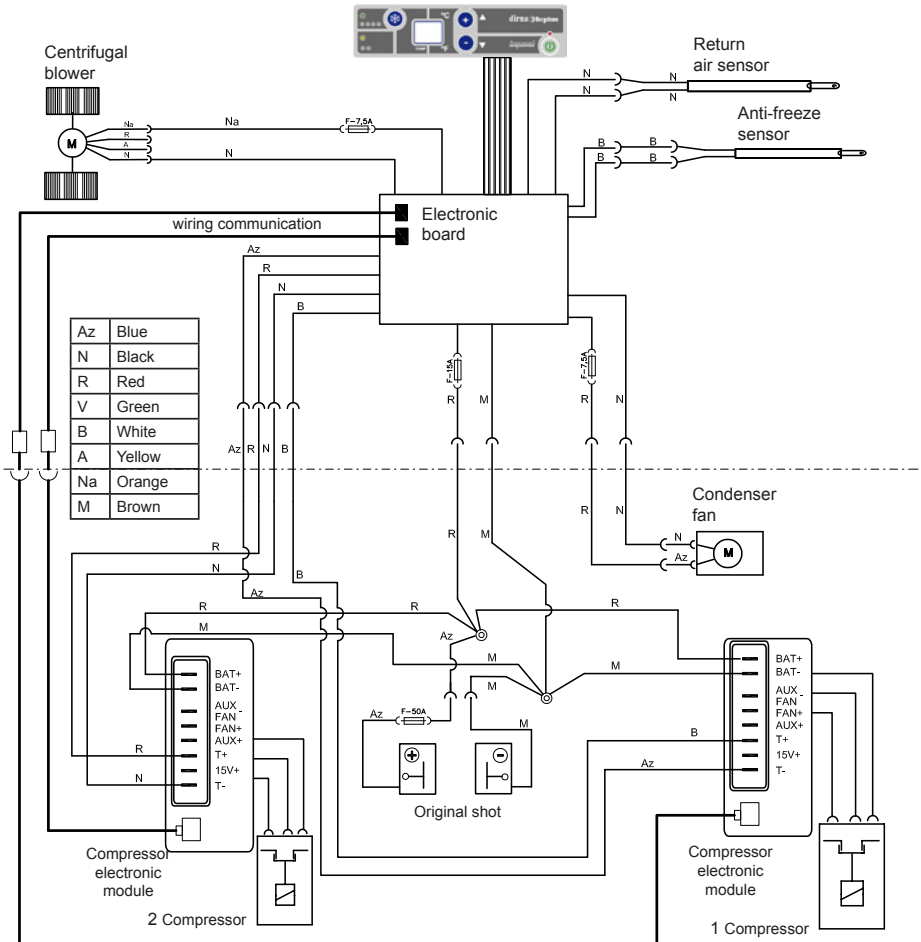 °C
°F
dirna
Bycool
Centrifugal
blower
M
Na
R
A
N
Na
N
F-7,5A
Return
air sensor
N
N
N
N
Anti-freeze
sensor
B
B
B
B
wiring communication
Electronic
board
Az
R
N
B
Az Blue
N Black
R Red
V Green
B White
A Yellow
Na Orange
M Brown
F-15A
F-7,5A
R
M
R
N
Az
R
N
B
R
M
R
N
Condenser
fan
N
Az
M
R
N
Az
B
R
M
R
Az
R
M
M
M
M
Az
F-50A
+
-
Original shot
BAT+
BAT-
AUX -
FAN
FAN+
AUX+
T+
15V+
T-
R
N
Compressor
electronic
module
2 Compressor
B
Az
BAT+
BAT-
AUX -
FAN
FAN+
AUX+
T+
15V+
T-
Compressor
electronic
module
1 Compressor